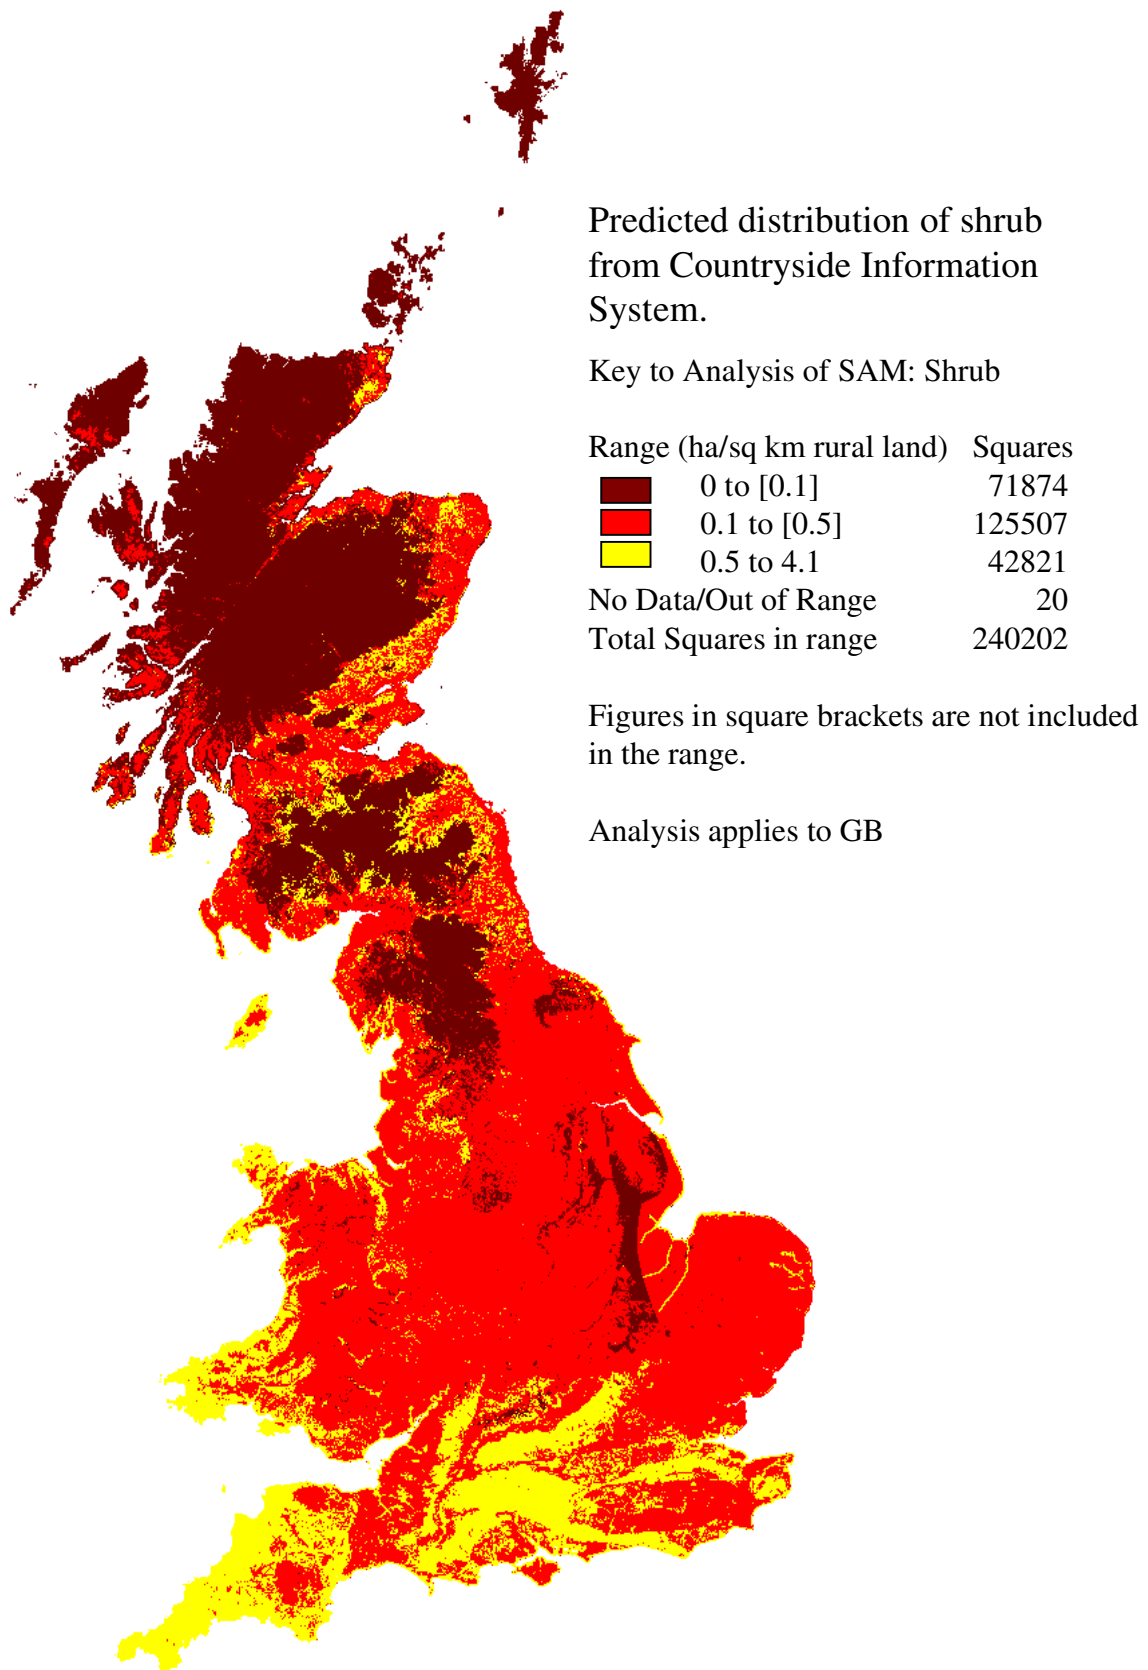 Predicted distribution of shrub
from Countryside Information
System.
Key to Analysis of SAM: Shrub
Range (ha/sq km rural land) Squares
0 to [0.1] 71874
0.1 to [0.5] 125507
0.5 to 4.1 42821
No Data/Out of Range 20
Total Squares in range 240202
Figures in square brackets are not included
in the range.
Analysis applies to GB